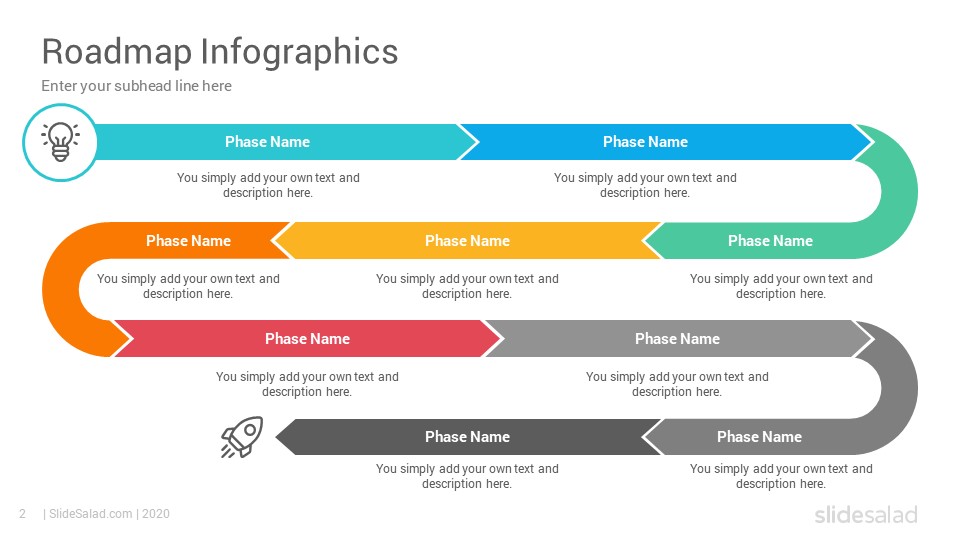 Roadmap Infographics
Enter your subhead line here
Phase Name
Phase Name
You simply add your own text and
description here.
You simply add your own text and
description here.
Phase Name
Phase Name
Phase Name
You simply add your own text and
description here.
You simply add your own text and
description here.
You simply add your own text and
description here.
Phase Name
Phase Name
You simply add your own text and
description here.
You simply add your own text and
description here.
Phase Name
Phase Name
You simply add your own text and
description here.
You simply add your own text and
description here.
2 | SlideSalad.com | 2020
slidesalad